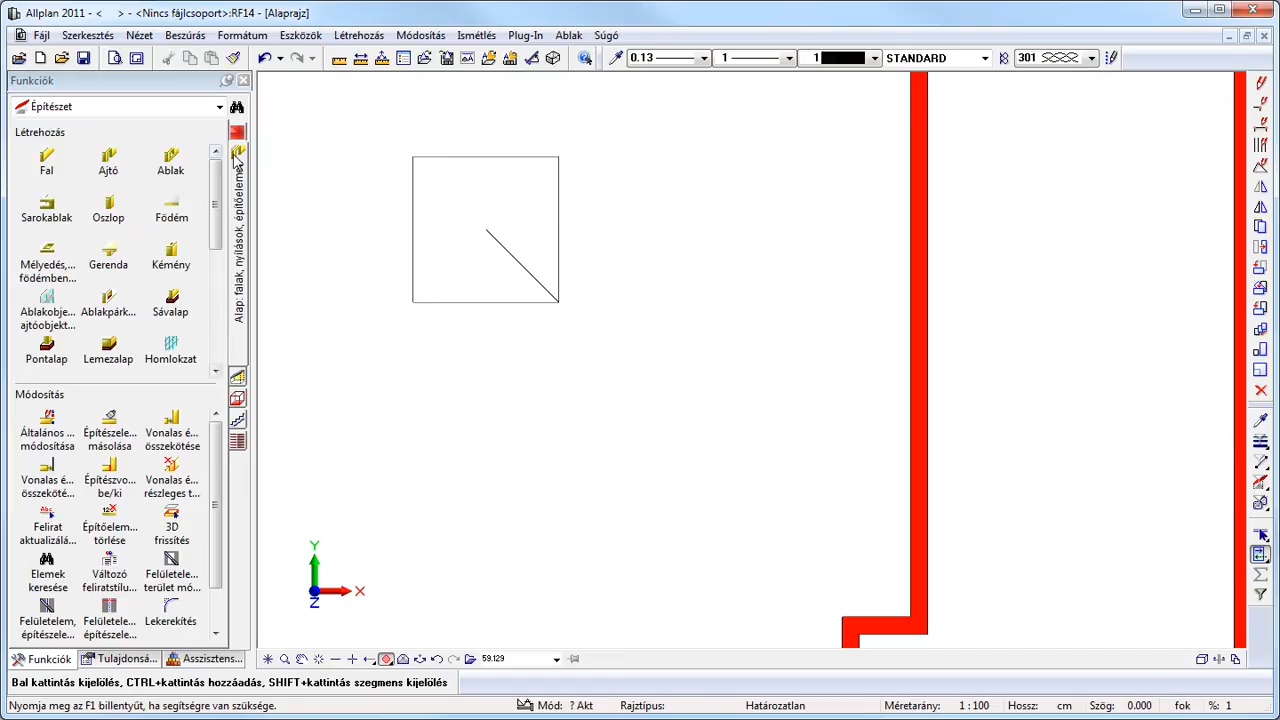 Allplan 2011 - < > - <Nincs fájlcsoport>:RF14 - [Alaprajz]
Fájl Szerkesztés Nézet Beszúrás Formátum Eszközök Létrehozás Módosítás Ismétlés Plug-In Ablak Súgó
0.13 1 1 STANDARD 301
Funkciók
Építészet
Létrehozás
Fal Ajtó Ablak
Sarokablak Oszlop Födém
Mélyedés,... födémben... Gerenda Kémény
Ablakobje... ajtóobjekt... Ablakpárk... Sávalap
Pontalap Lemezalap Homlokzat
Alap: falak, nyílások, építőeleme
Módosítás
Általános ... módosítása Építészele... másolása Vonalas é... összekötése
Vonalas é... összeköté... Építészvo... be/ki Vonalas é... részleges t...
Felirat aktualizálá... Építőelem... törlése 3D frissítés
Elemek keresése Változó feliratstílu... Felületele... terület mó...
Felületelem, építészele... Felületele... építészele... Lekerekítés
Y
X
Z
Funkciók Tulajdonsá... Asszisztens...
59.129
Bal kattintás kijelölés, CTRL+kattintás hozzáadás, SHIFT+kattintás szegmens kijelölés
Nyomja meg az F1 billentyűt, ha segítségre van szüksége. Mód: ? Akt Rajztípus: Határozatlan Méretarány: 1 : 100 Hossz: cm Szög: 0.000 fok %: 1